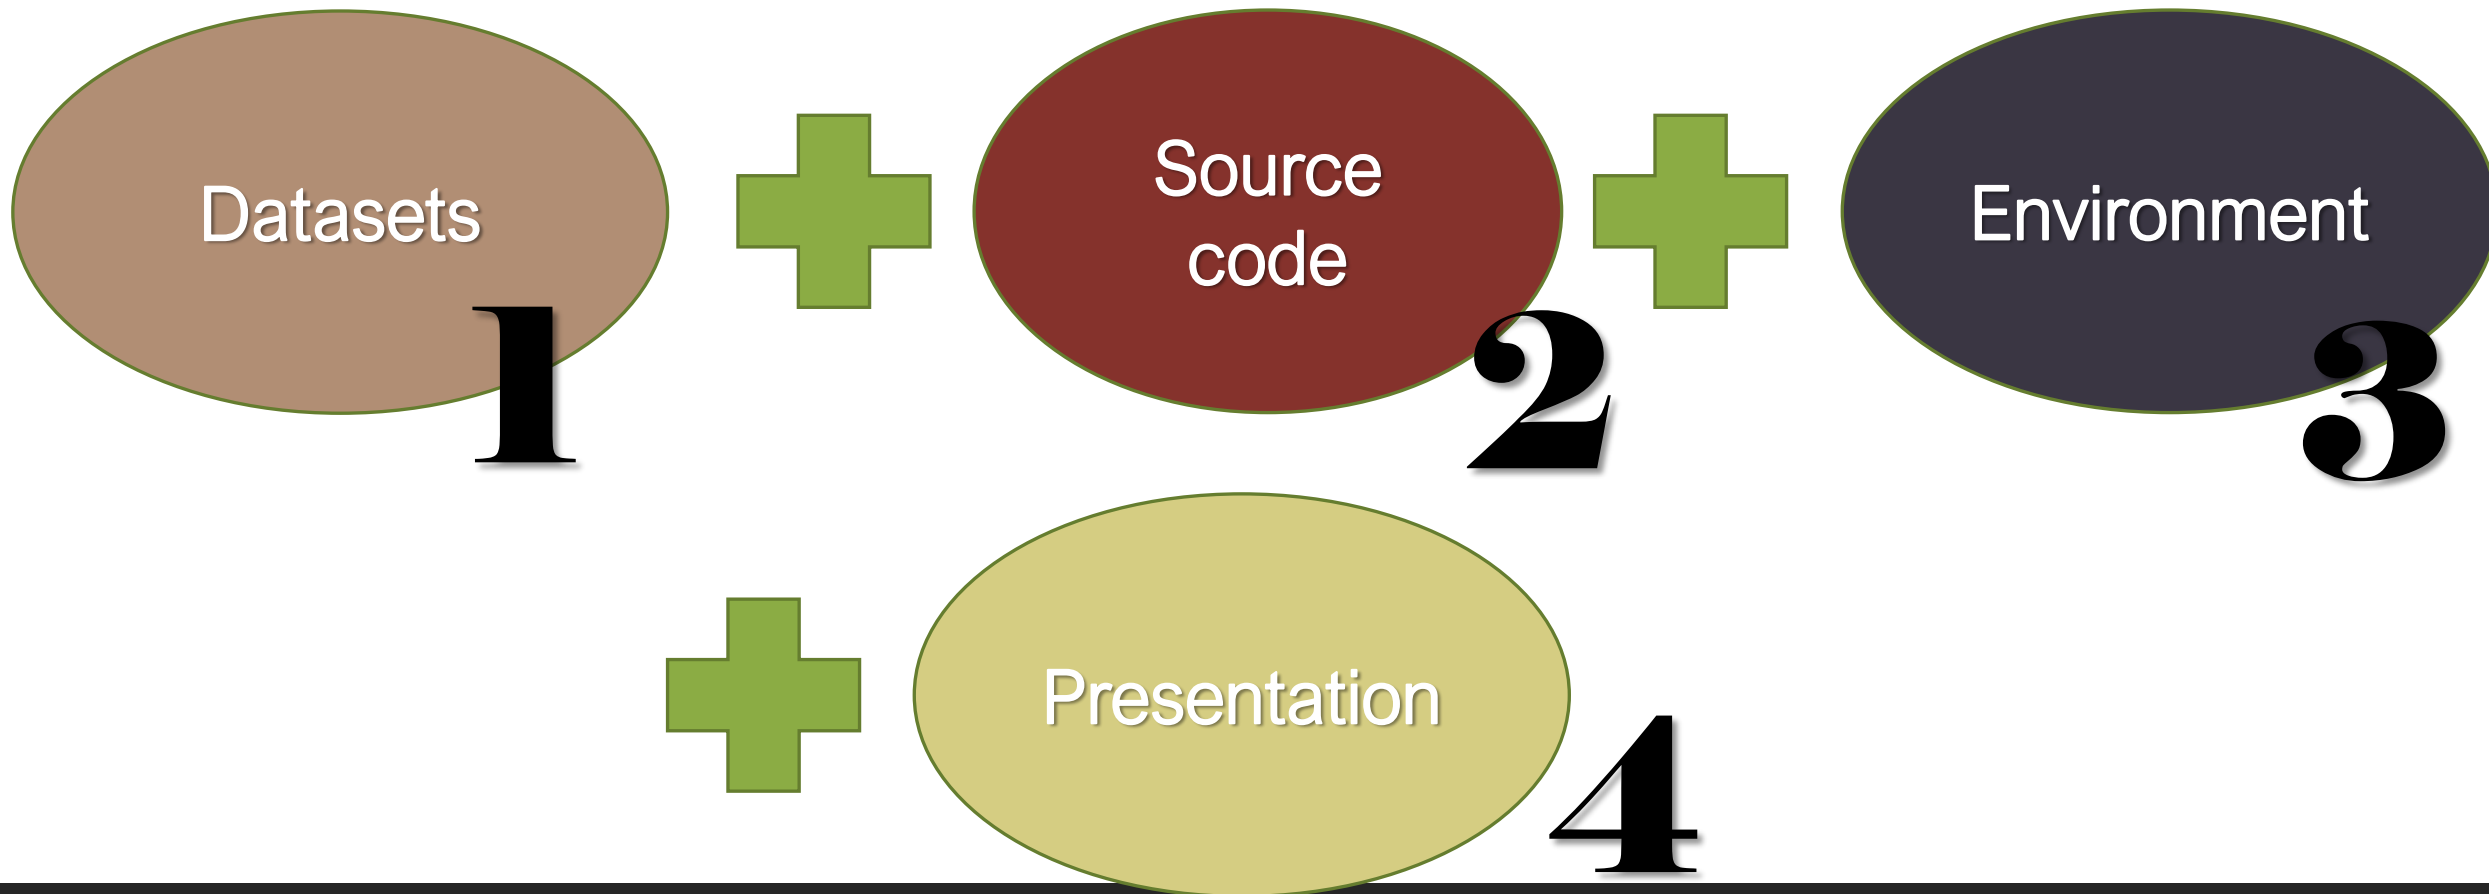 Datasets
1
Source
code
2
Environment
3
Presentation
4